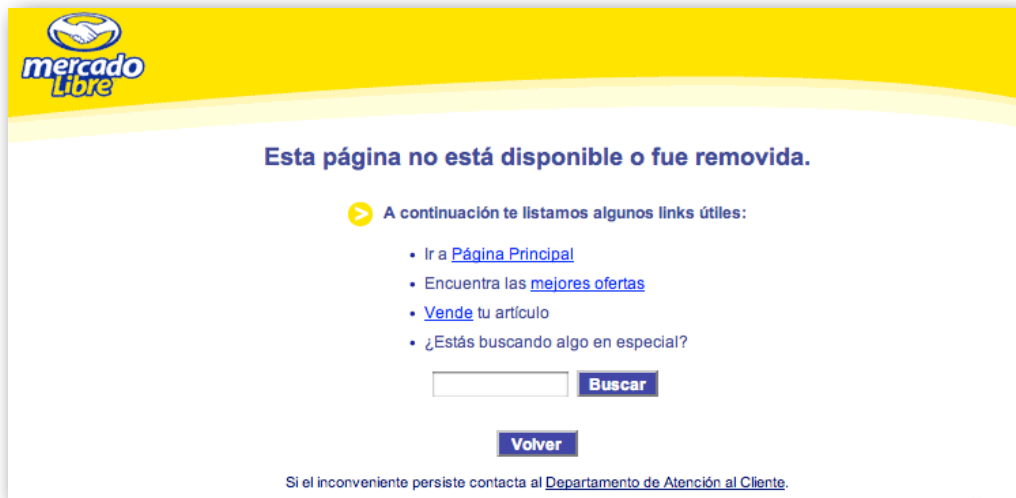 mercado
Libre
Esta página no está disponible o fue removida.
A continuación te listamos algunos links útiles:
• Ir a Página Principal
• Encuentra las mejores ofertas
• Vende tu artículo
• ¿Estás buscando algo en especial?
Buscar
Volver
Si el inconveniente persiste contacta al Departamento de Atención al Cliente.